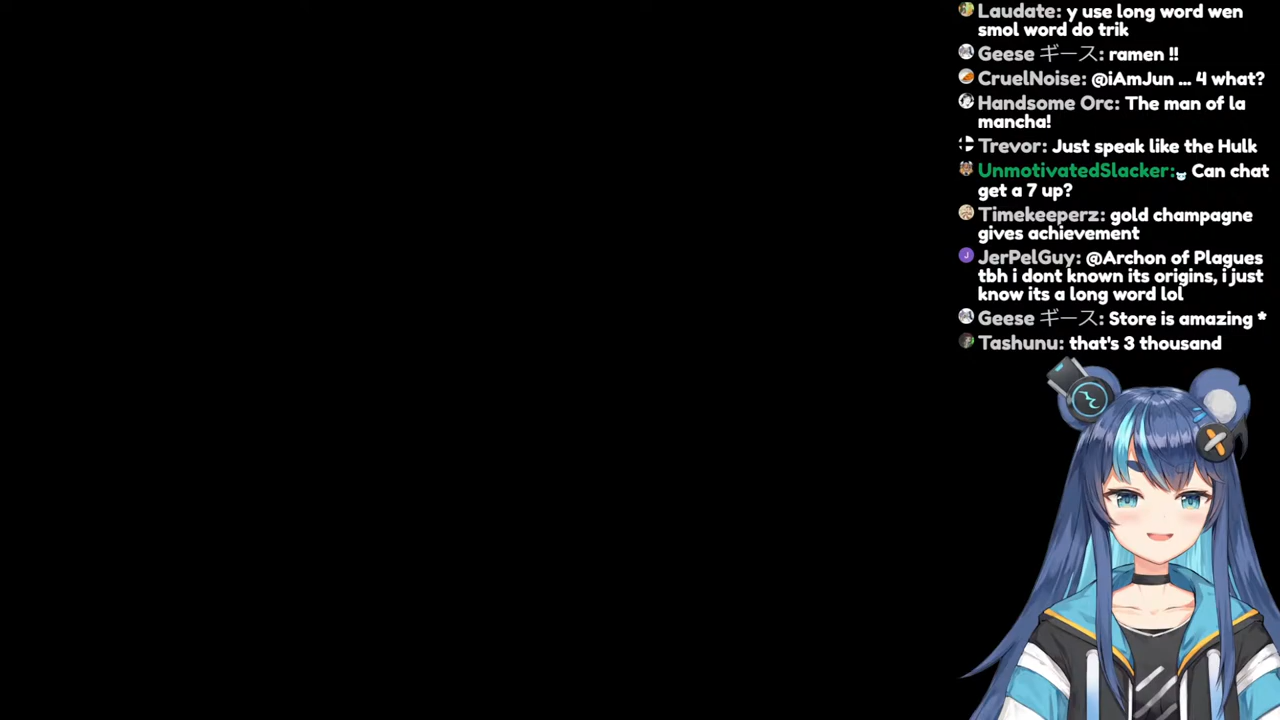 Laudate: y use long word wen
smol word do trik
Geese ギース: ramen !!
CruelNoise: @iAmJun ... 4 what?
Handsome Orc: The man of la
mancha!
Trevor: Just speak like the Hulk
UnmotivatedSlacker: Can chat
get a 7 up?
Timekeeperz: gold champagne
gives achievement
JerPelGuy: @Archon of Plagues
tbh i dont known its origins, i just
know its a long word lol
Geese ギース: Store is amazing *
Tashunu: that's 3 thousand